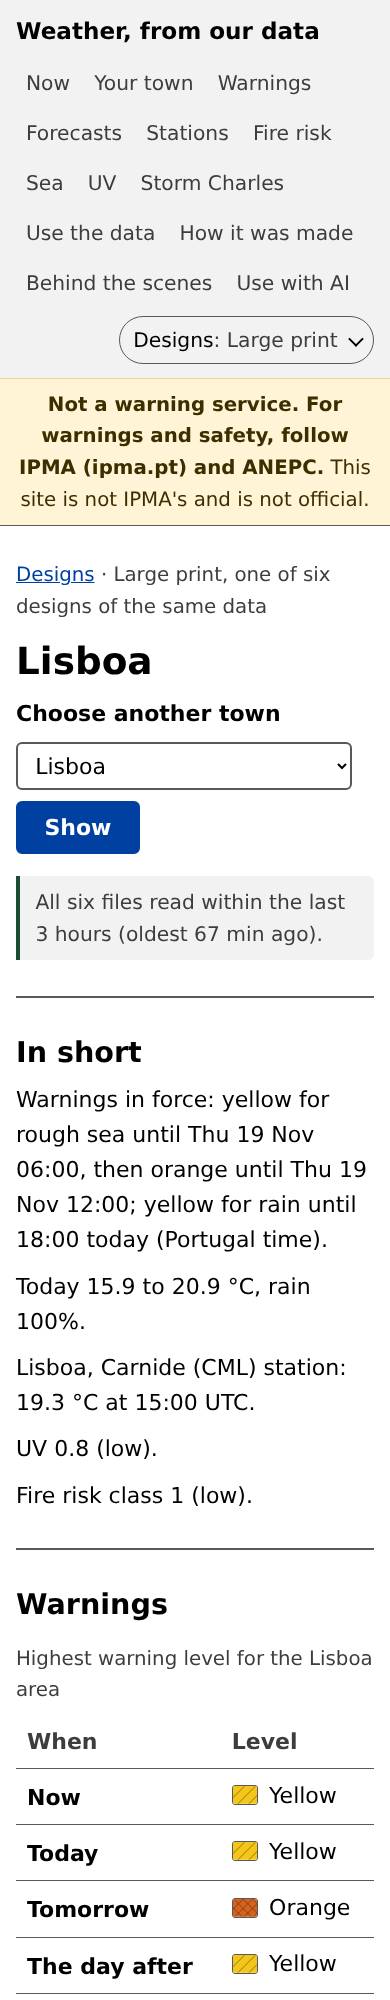 Weather, from our data
Now Your town Warnings
Forecasts Stations Fire risk
Sea UV Storm Charles
Use the data How it was made
Behind the scenes Use with AI
Designs: Large print
Not a warning service. For
warnings and safety, follow
IPMA (ipma.pt) and ANEPC. This
site is not IPMA's and is not official.
Designs · Large print, one of six
designs of the same data
Lisboa
Choose another town
Lisboa
Show
All six files read within the last
3 hours (oldest 67 min ago).
In short
Warnings in force: yellow for
rough sea until Thu 19 Nov
06:00, then orange until Thu 19
Nov 12:00; yellow for rain until
18:00 today (Portugal time).
Today 15.9 to 20.9 °C, rain
100%.
Lisboa, Carnide (CML) station:
19.3 °C at 15:00 UTC.
UV 0.8 (low).
Fire risk class 1 (low).
Warnings
Highest warning level for the Lisboa
area
When Level
Now Yellow
Today Yellow
Tomorrow Orange
The day after Yellow